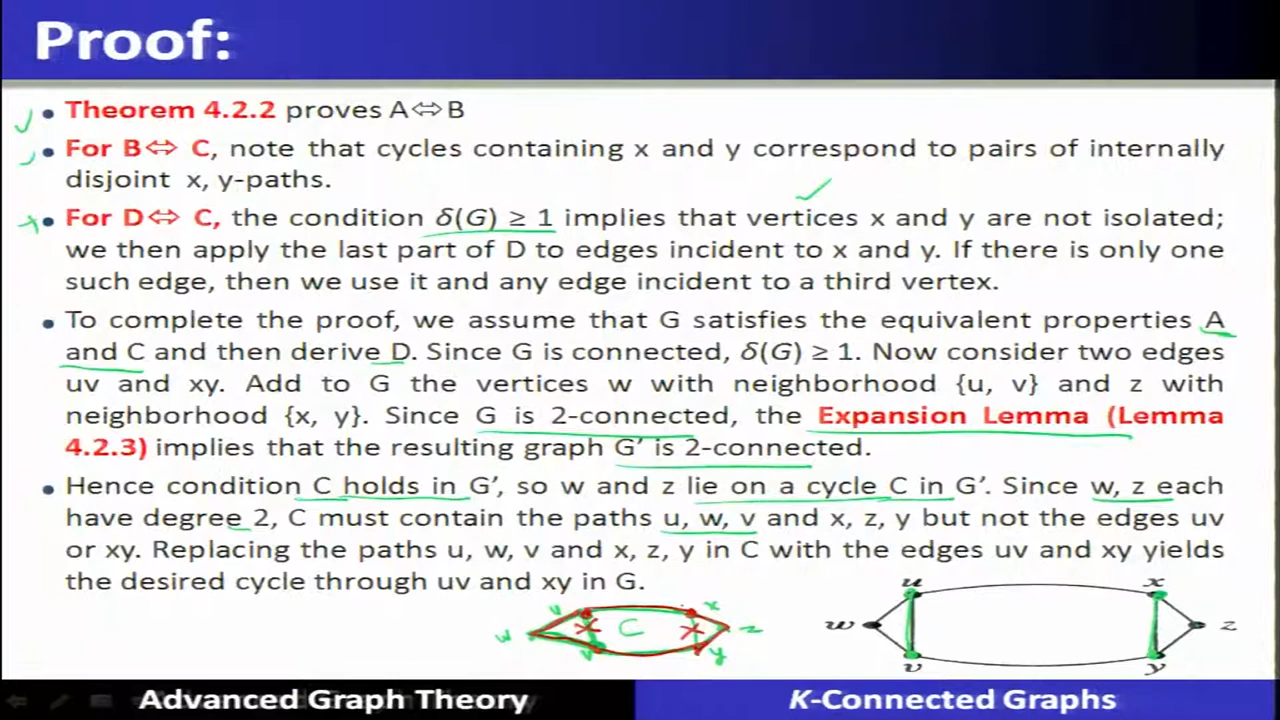 Proof:
• Theorem 4.2.2 proves A⇔B
• For B⇔ C, note that cycles containing x and y correspond to pairs of internally
disjoint x, y-paths.
• For D⇔ C, the condition δ(G) ≥ 1 implies that vertices x and y are not isolated;
we then apply the last part of D to edges incident to x and y. If there is only one
such edge, then we use it and any edge incident to a third vertex.
• To complete the proof, we assume that G satisfies the equivalent properties A
and C and then derive D. Since G is connected, δ(G) ≥ 1. Now consider two edges
uv and xy. Add to G the vertices w with neighborhood {u, v} and z with
neighborhood {x, y}. Since G is 2-connected, the Expansion Lemma (Lemma
4.2.3) implies that the resulting graph G’ is 2-connected.
• Hence condition C holds in G’, so w and z lie on a cycle C in G’. Since w, z each
have degree 2, C must contain the paths u, w, v and x, z, y but not the edges uv
or xy. Replacing the paths u, w, v and x, z, y in C with the edges uv and xy yields
the desired cycle through uv and xy in G.
u x
w C z
v y
u x
w z
v y
Advanced Graph Theory K-Connected Graphs